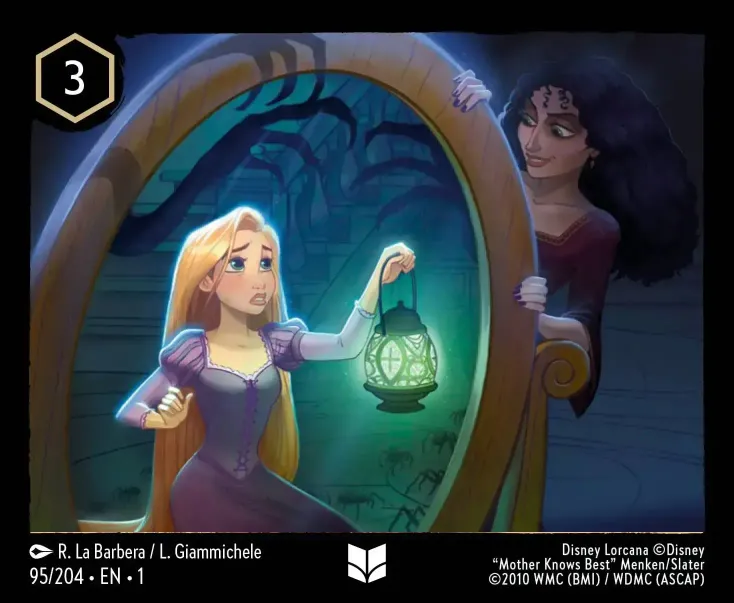 3
R. La Barbera / L. Giammichele
95/204 • EN • 1
Disney Lorcana ©Disney
“Mother Knows Best” Menken/Slater
©2010 WMC (BMI) / WDMC (ASCAP)